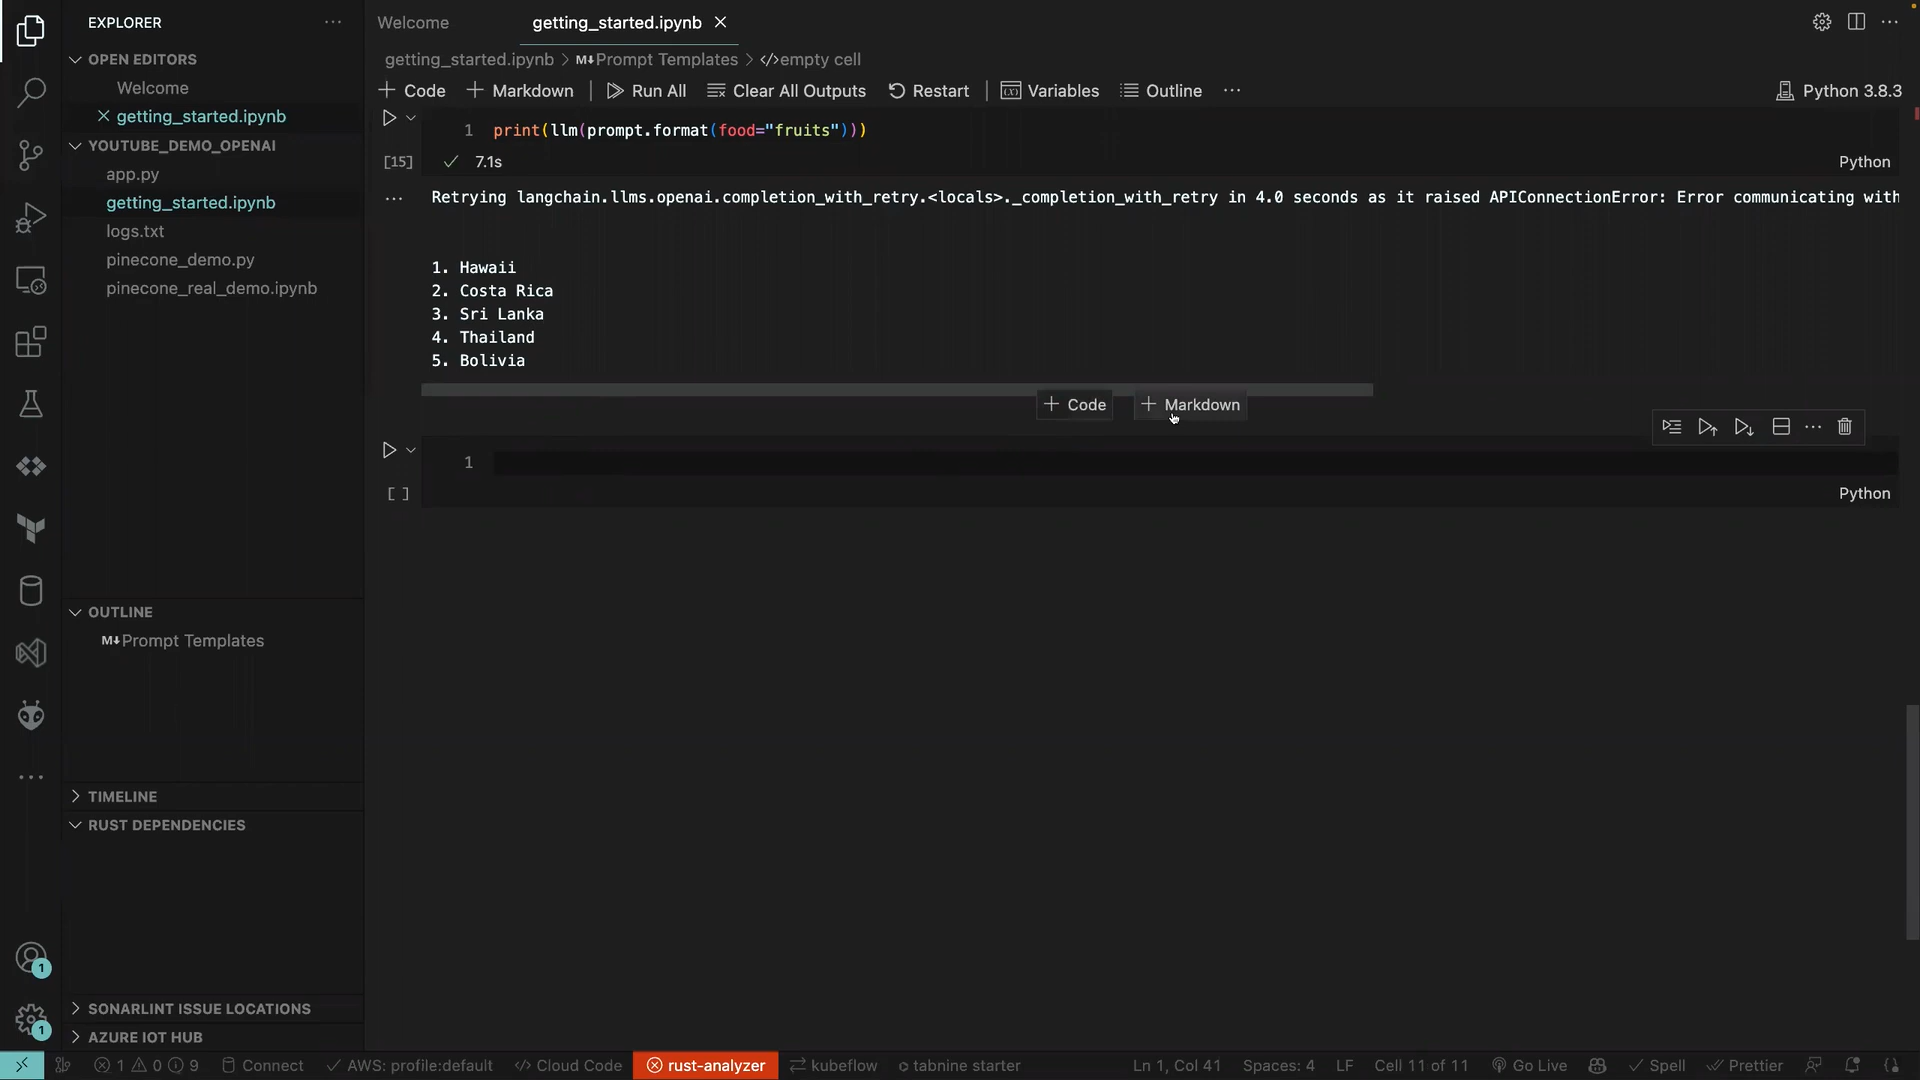 EXPLORER
OPEN EDITORS
Welcome
getting_started.ipynb
YOUTUBE_DEMO_OPENAI
app.py
getting_started.ipynb
logs.txt
pinecone_demo.py
pinecone_real_demo.ipynb
OUTLINE
M↓Prompt Templates
TIMELINE
RUST DEPENDENCIES
SONARLINT ISSUE LOCATIONS
AZURE IOT HUB
1
1
Welcome
getting_started.ipynb
getting_started.ipynb > M↓Prompt Templates > </>empty cell
+ Code + Markdown Run All Clear All Outputs Restart Variables Outline ... Python 3.8.3
1 print(llm(prompt.format(food="fruits")))
[15] 7.1s Python
... Retrying langchain.llms.openai.completion_with_retry.<locals>._completion_with_retry in 4.0 seconds as it raised APIConnectionError: Error communicating with
1. Hawaii
2. Costa Rica
3. Sri Lanka
4. Thailand
5. Bolivia
+ Code + Markdown
1
[ ] Python
1 0 9 Connect AWS: profile:default Cloud Code rust-analyzer kubeflow tabnine starter Ln 1, Col 41 Spaces: 4 LF Cell 11 of 11 Go Live Spell Prettier